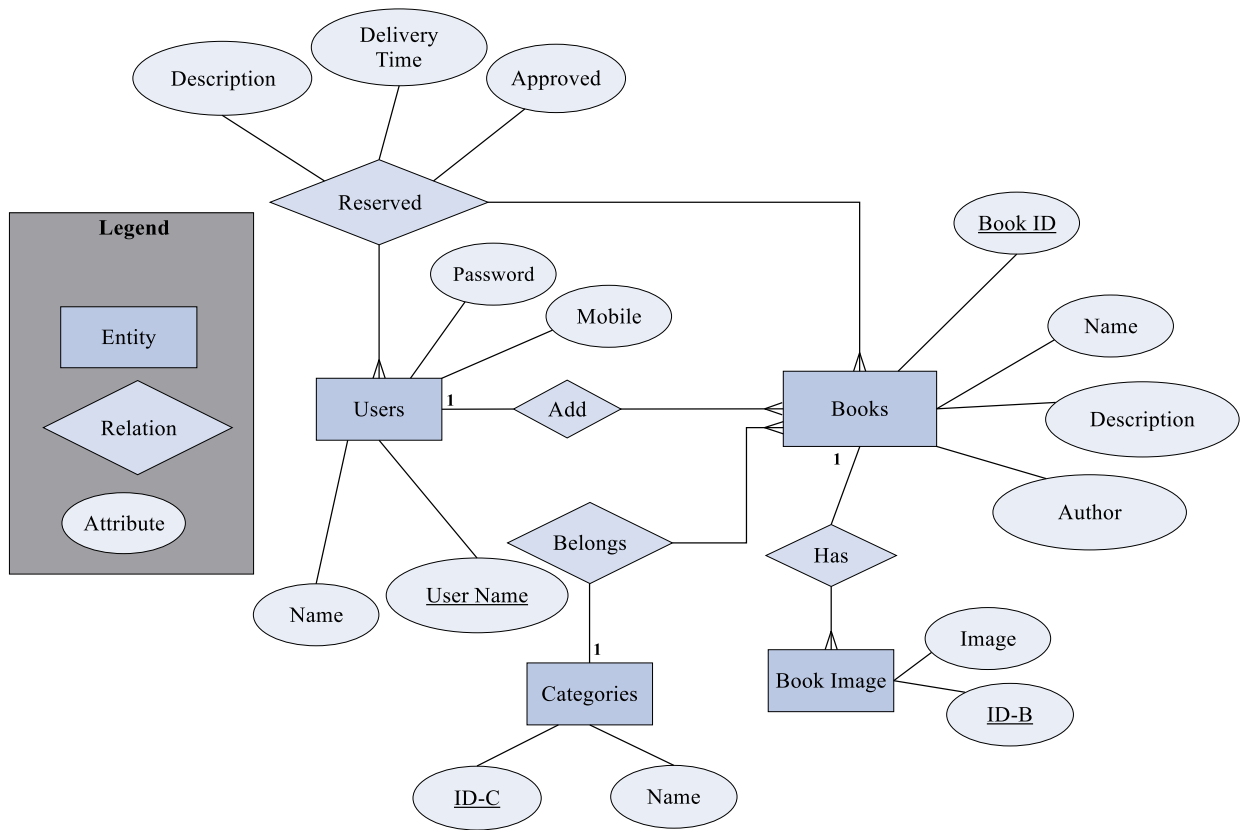 Delivery
Time
Description
Approved
Reserved
Legend
Book ID
Password
Mobile
Name
Entity
Users
1
Add
Books
Description
Relation
1
Author
Attribute
Belongs
Has
Name
User Name
Image
1
Categories
Book Image
ID-B
ID-C
Name